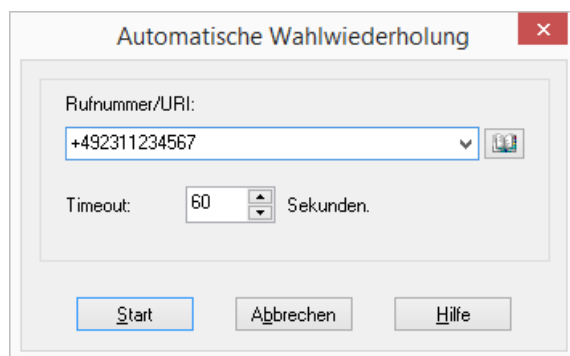 Automatische Wahlwiederholung
Rufnummer/URI:
+492311234567
Timeout: 60 Sekunden.
Start Abbrechen Hilfe